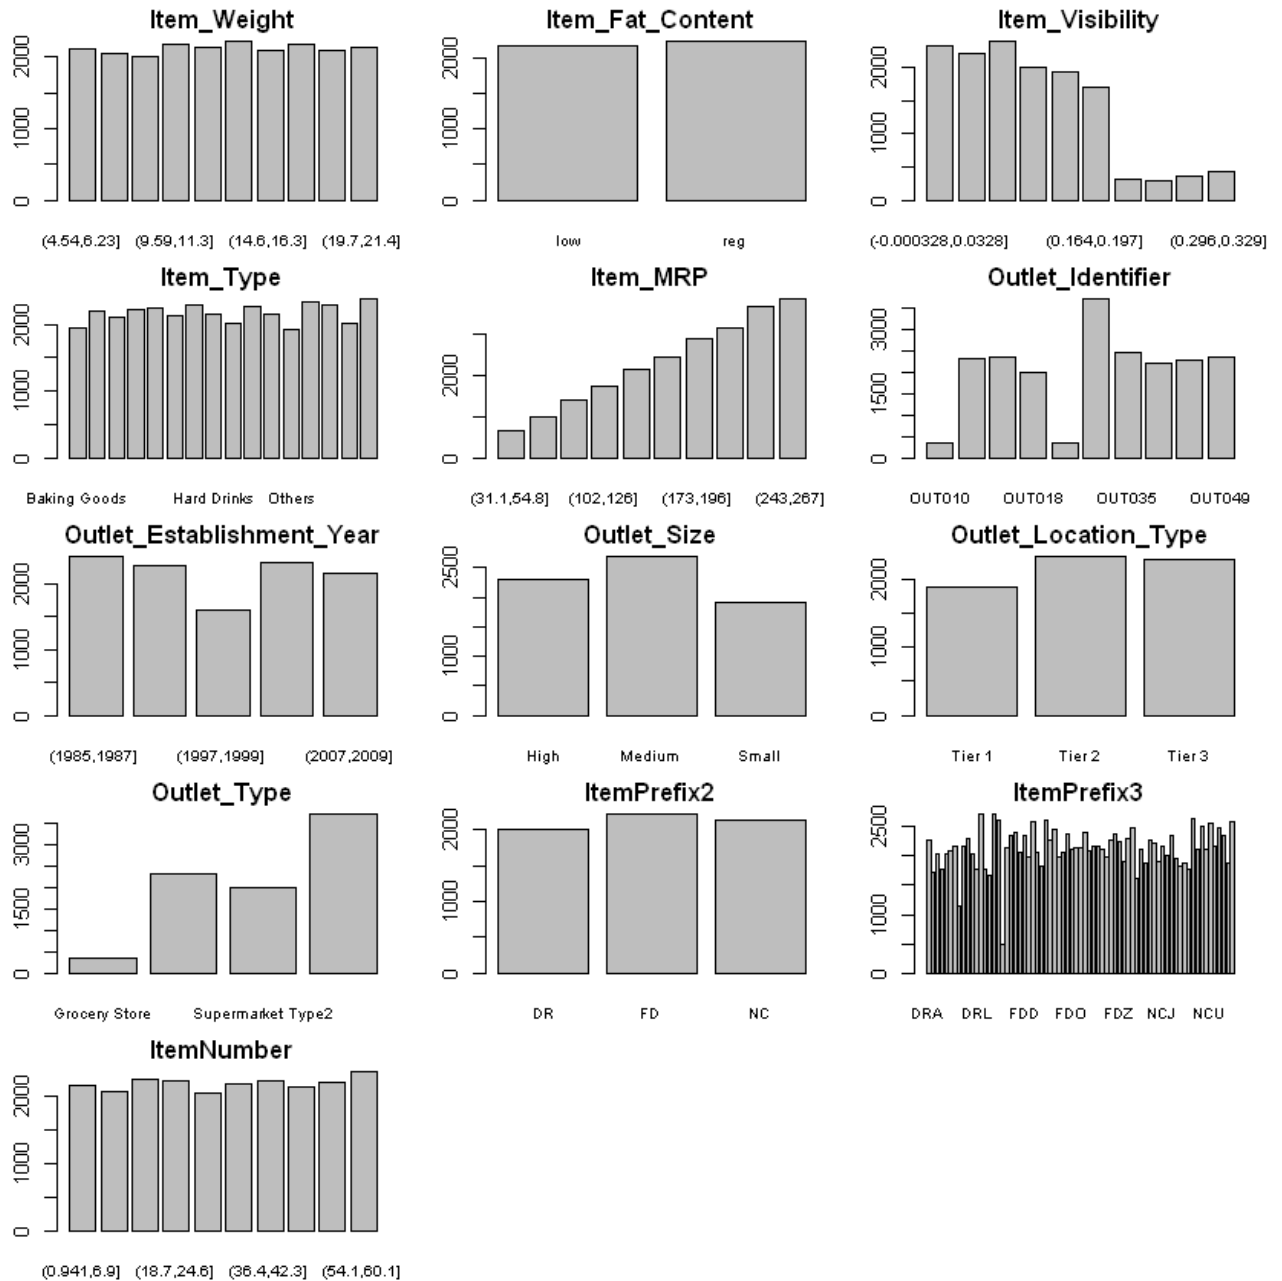 Item_Weight
0 1000 2000
(4.54,6.23] (9.59,11.3] (14.6,16.3] (19.7,21.4]
Item_Fat_Content
0 1000 2000
low reg
Item_Visibility
0 1000 2000
(-0.000328,0.0328] (0.164,0.197] (0.296,0.329]
Item_Type
0 1000 2000
Baking Goods Hard Drinks Others
Item_MRP
0 2000
(31.1,54.8] (102,126] (173,196] (243,267]
Outlet_Identifier
0 1500 3000
OUT010 OUT018 OUT035 OUT049
Outlet_Establishment_Year
0 1000 2000
(1985,1987] (1997,1999] (2007,2009]
Outlet_Size
0 1000 2500
High Medium Small
Outlet_Location_Type
0 1000 2000
Tier 1 Tier 2 Tier 3
Outlet_Type
0 1500 3000
Grocery Store Supermarket Type2
ItemPrefix2
0 1000 2000
DR FD NC
ItemPrefix3
0 1000 2500
DRA DRL FDD FDO FDZ NCJ NCU
ItemNumber
0 1000 2000
(0.941,6.9] (18.7,24.6] (36.4,42.3] (54.1,60.1]